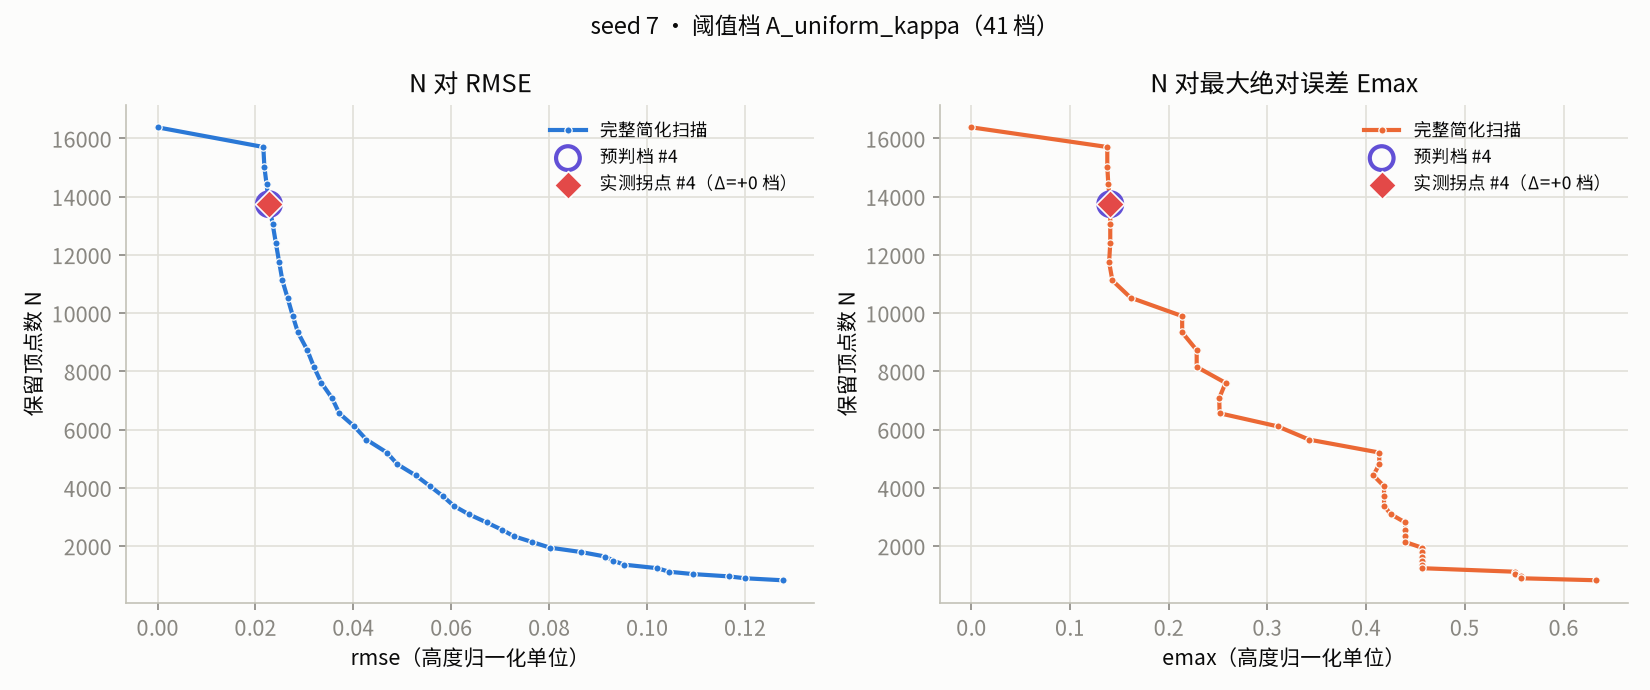 seed 7 · 阈值档 A_uniform_kappa（41 档）
N 对 RMSE
完整简化扫描
预判档 #4
实测拐点 #4（Δ=+0 档）
保留顶点数 N
16000
14000
12000
10000
8000
6000
4000
2000
0.00 0.02 0.04 0.06 0.08 0.10 0.12
rmse（高度归一化单位）
N 对最大绝对误差 Emax
完整简化扫描
预判档 #4
实测拐点 #4（Δ=+0 档）
保留顶点数 N
16000
14000
12000
10000
8000
6000
4000
2000
0.0 0.1 0.2 0.3 0.4 0.5 0.6
emax（高度归一化单位）